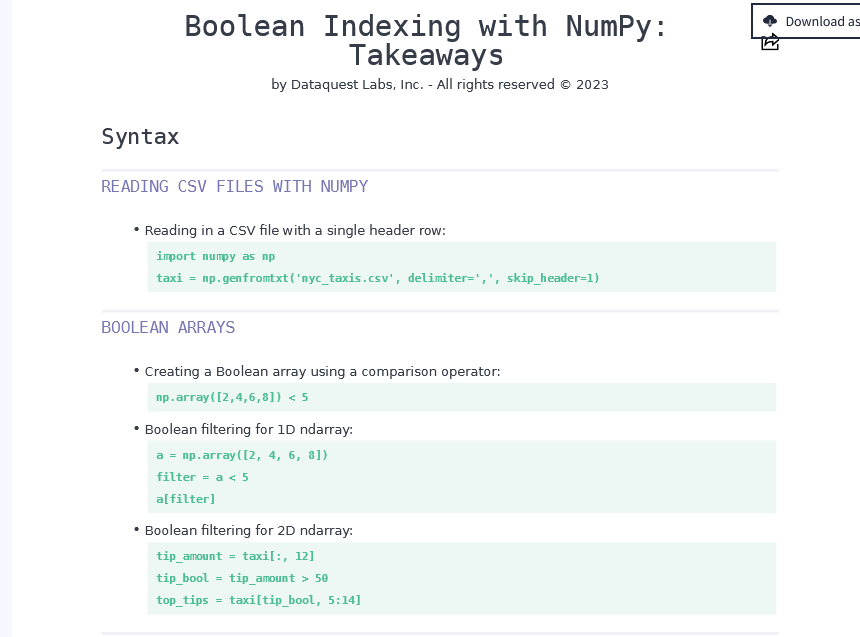 Boolean Indexing with NumPy:
Takeaways
Download as
by Dataquest Labs, Inc. - All rights reserved © 2023
Syntax
READING CSV FILES WITH NUMPY
• Reading in a CSV file with a single header row:
import numpy as np
taxi = np.genfromtxt('nyc_taxis.csv', delimiter=',', skip_header=1)
BOOLEAN ARRAYS
• Creating a Boolean array using a comparison operator:
np.array([2,4,6,8]) < 5
• Boolean filtering for 1D ndarray:
a = np.array([2, 4, 6, 8])
filter = a < 5
a[filter]
• Boolean filtering for 2D ndarray:
tip_amount = taxi[:, 12]
tip_bool = tip_amount > 50
top_tips = taxi[tip_bool, 5:14]